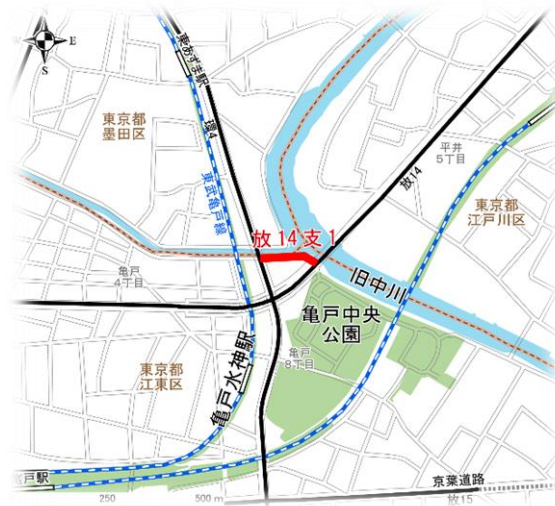 E
S
東あずま駅
東京都
墨田区
環4
東武亀戸線
平井
5丁目
放14
東京都
江戸川区
放14支1
旧中川
亀戸
4丁目
亀戸中央
公園
亀戸
8丁目
東京都
江東区
亀戸水神駅
戸駅
京葉道路
放15
250
500 m